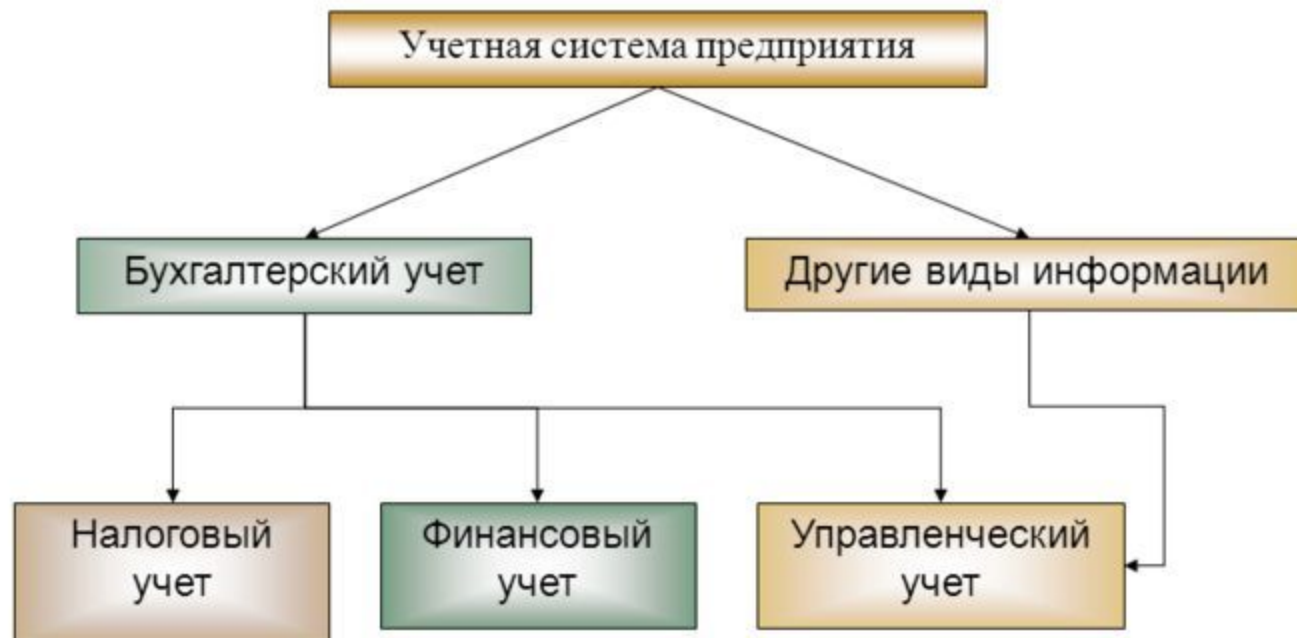 Учетная система предприятия
Бухгалтерский учет
Другие виды информации
Налоговый
учет
Финансовый
учет
Управленческий
учет